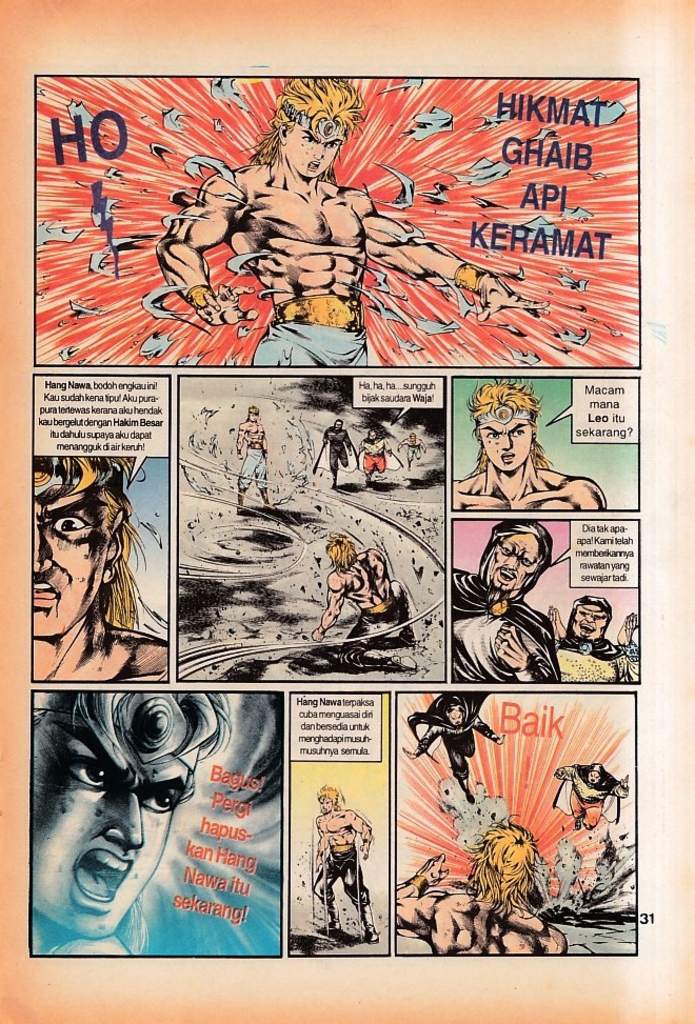 HO
HIKMAT
GHAIB
API
KERAMAT
Hang Nawa, bodoh engkau ini!
Kau sudah kena tipu! Aku pura-
pura tertewas kerana aku hendak
kau bergelut dengan Hakim Besar
itu dahulu supaya aku dapat
menangguk di air keruh!
Ha, ha, ha....sungguh
bijak saudara Waja!
Macam
mana
Leo itu
sekarang?
Dia tak apa-
apa! Kami telah
memberikannya
rawatan yang
sewajar tadi.
Bagus!
Pergi
hapus-
kan Hang
Nawa itu
sekarang!
Hang Nawa terpaksa
cuba menguasai diri
dan bersedia untuk
menghadapi musuh-
musuhnya semula.
Baik
31